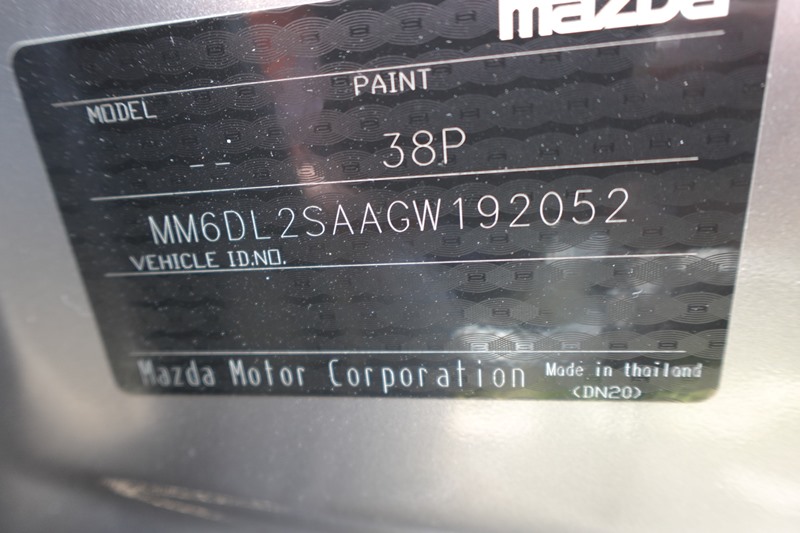 mazda
PAINT
MODEL
-- 38P
MM6DL2SAAGW192052
VEHICLE ID.NO.
Mazda Motor Corporation Made in thailand
(DN20)